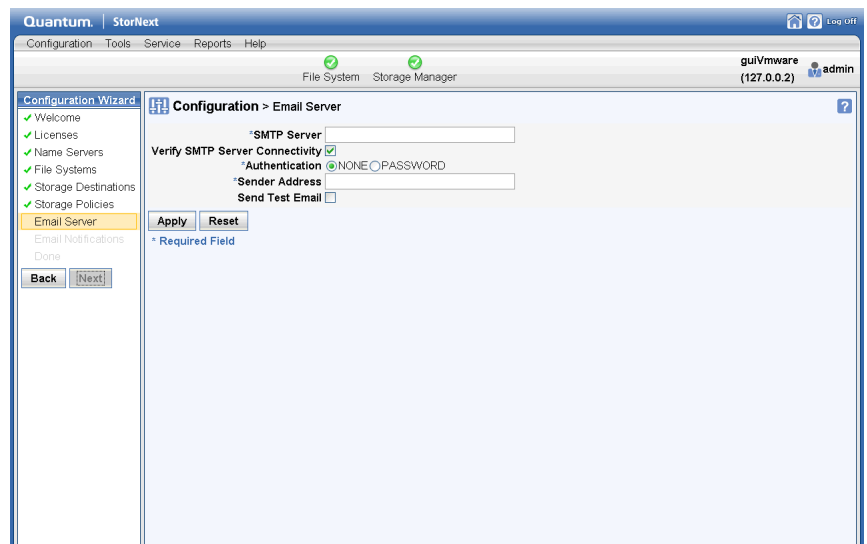 Quantum. StorNext
Log Off
Configuration Tools Service Reports Help
File System Storage Manager
guiVmware
(127.0.0.2)
admin
Configuration Wizard
Welcome
Licenses
Name Servers
File Systems
Storage Destinations
Storage Policies
Email Server
Email Notifications
Done
Back Next
Configuration > Email Server
?
*SMTP Server
Verify SMTP Server Connectivity
*Authentication NONE PASSWORD
*Sender Address
Send Test Email
Apply Reset
* Required Field